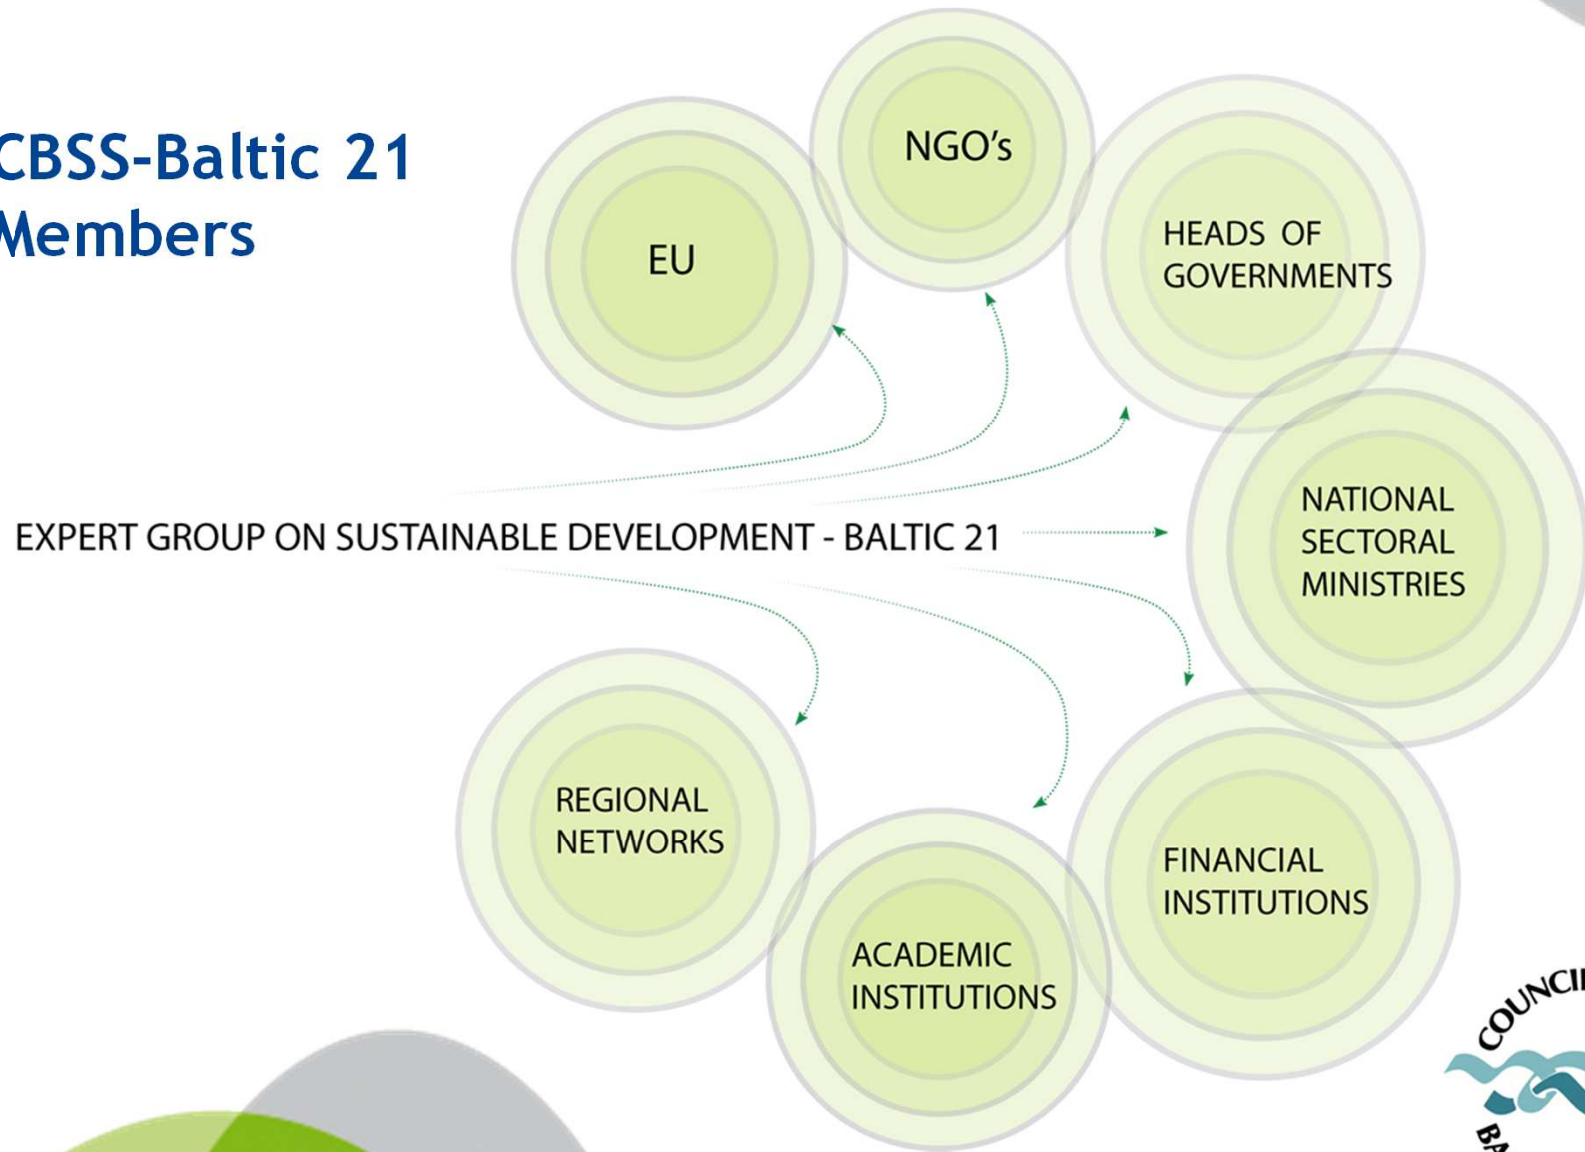 CBSS-Baltic 21
Members
NGO's
EU
HEADS OF
GOVERNMENTS
EXPERT GROUP ON SUSTAINABLE DEVELOPMENT - BALTIC 21
NATIONAL
SECTORAL
MINISTRIES
REGIONAL
NETWORKS
FINANCIAL
INSTITUTIONS
ACADEMIC
INSTITUTIONS
COUNCIL